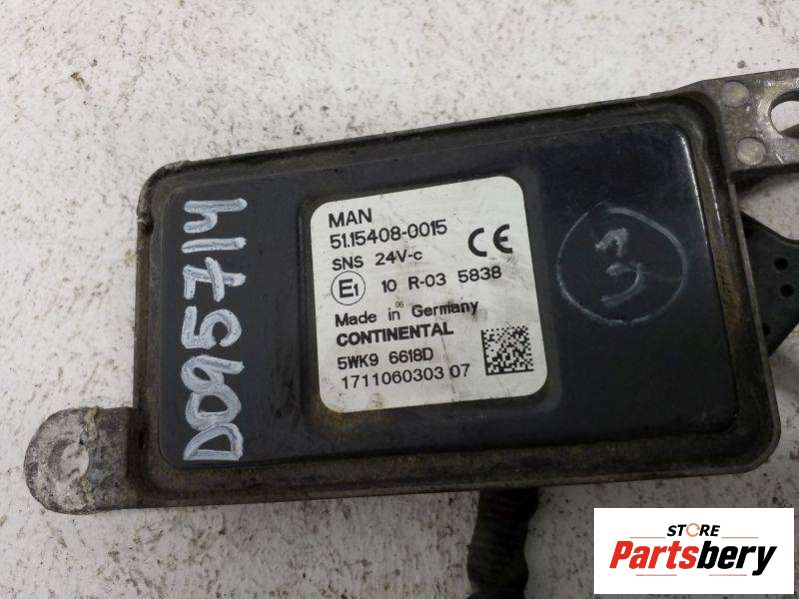 D095714
MAN
51.15408-0015
SNS 24V-c
CE
E1 10 R-03 5838
06
Made in Germany
CONTINENTAL
5WK9 6618D
1711060303 07
3
STORE
Partsbery